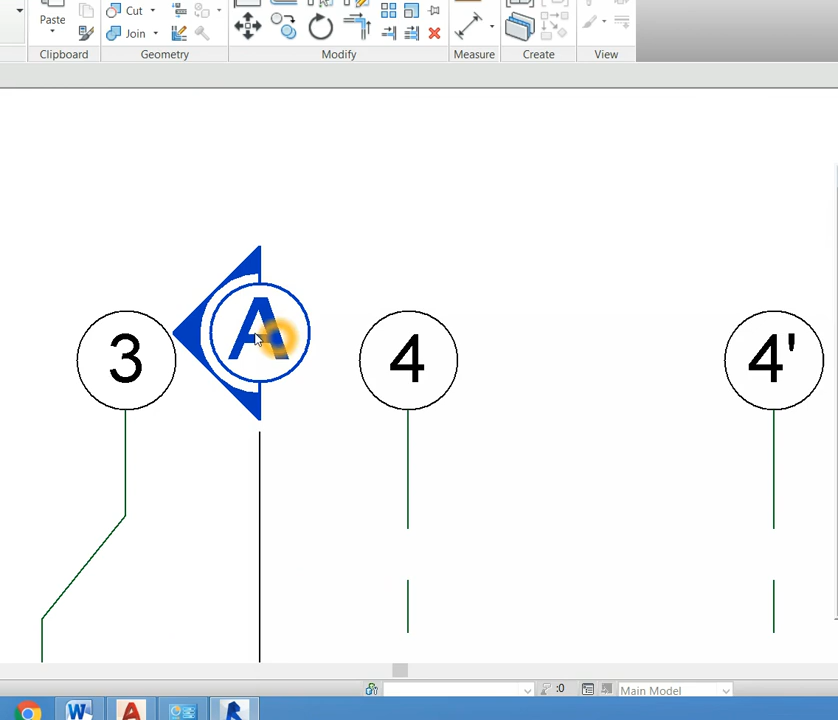 Cut
Paste
Join
Clipboard
Geometry
Modify
Measure
Create
View
3
A
4
4'
:0
Main Model
W
A
R